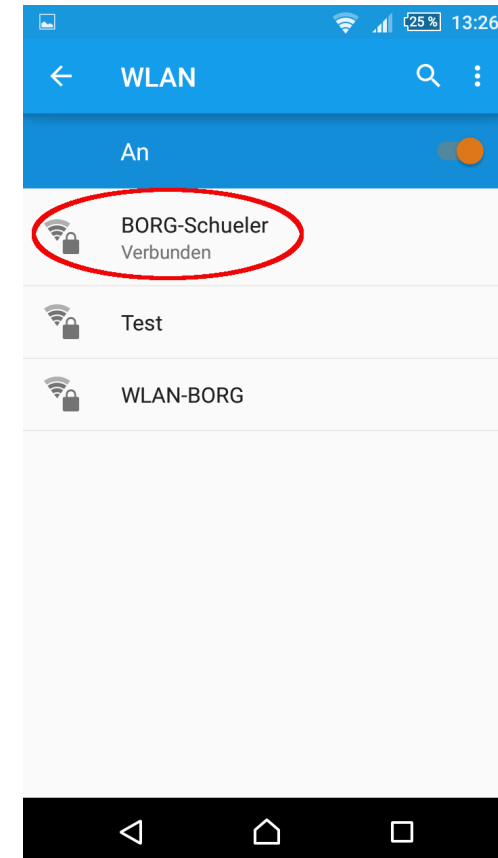 25 % 13:26
WLAN
An
BORG-Schueler
Verbunden
Test
WLAN-BORG